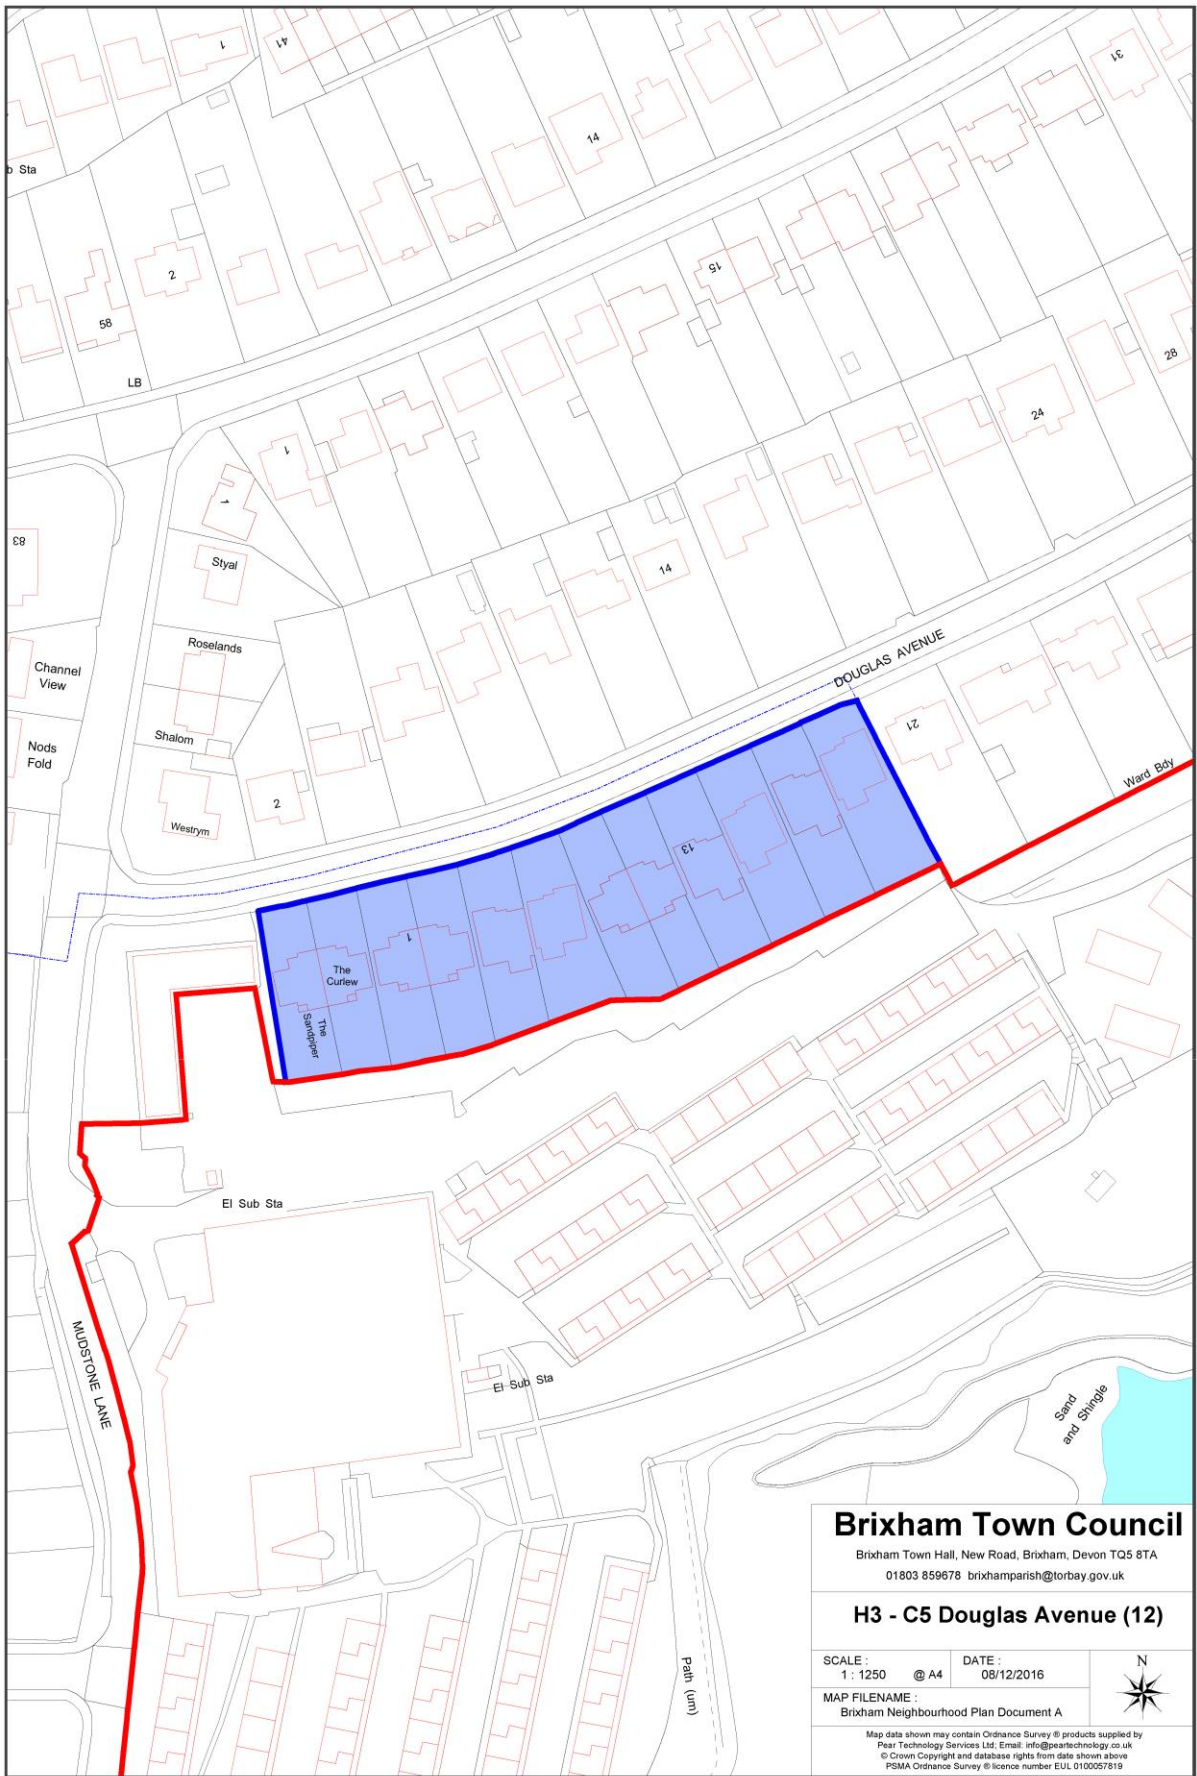 1
41
31
b Sta
14
2
15
58
28
LB
24
1
1
83
Styal
14
Roselands
DOUGLAS AVENUE
Channel
View
21
Shalom
Nods
Fold
Ward Bdy
2
Westrym
13
1
The
Curlew
The
Sandpiper
El Sub Sta
MUDSTONE LANE
El Sub Sta
Sand
and Shingle
Path (um)
Brixham Town Council
Brixham Town Hall, New Road, Brixham, Devon TQ5 8TA
01803 859678 brixhamparish@torbay.gov.uk
H3 - C5 Douglas Avenue (12)
SCALE :
1 : 1250 @ A4
DATE :
08/12/2016
N
MAP FILENAME :
Brixham Neighbourhood Plan Document A
Map data shown may contain Ordnance Survey ® products supplied by
Pear Technology Services Ltd; Email: info@peartechnology.co.uk
© Crown Copyright and database rights from date shown above
PSMA Ordnance Survey ® licence number EUL 0100057819